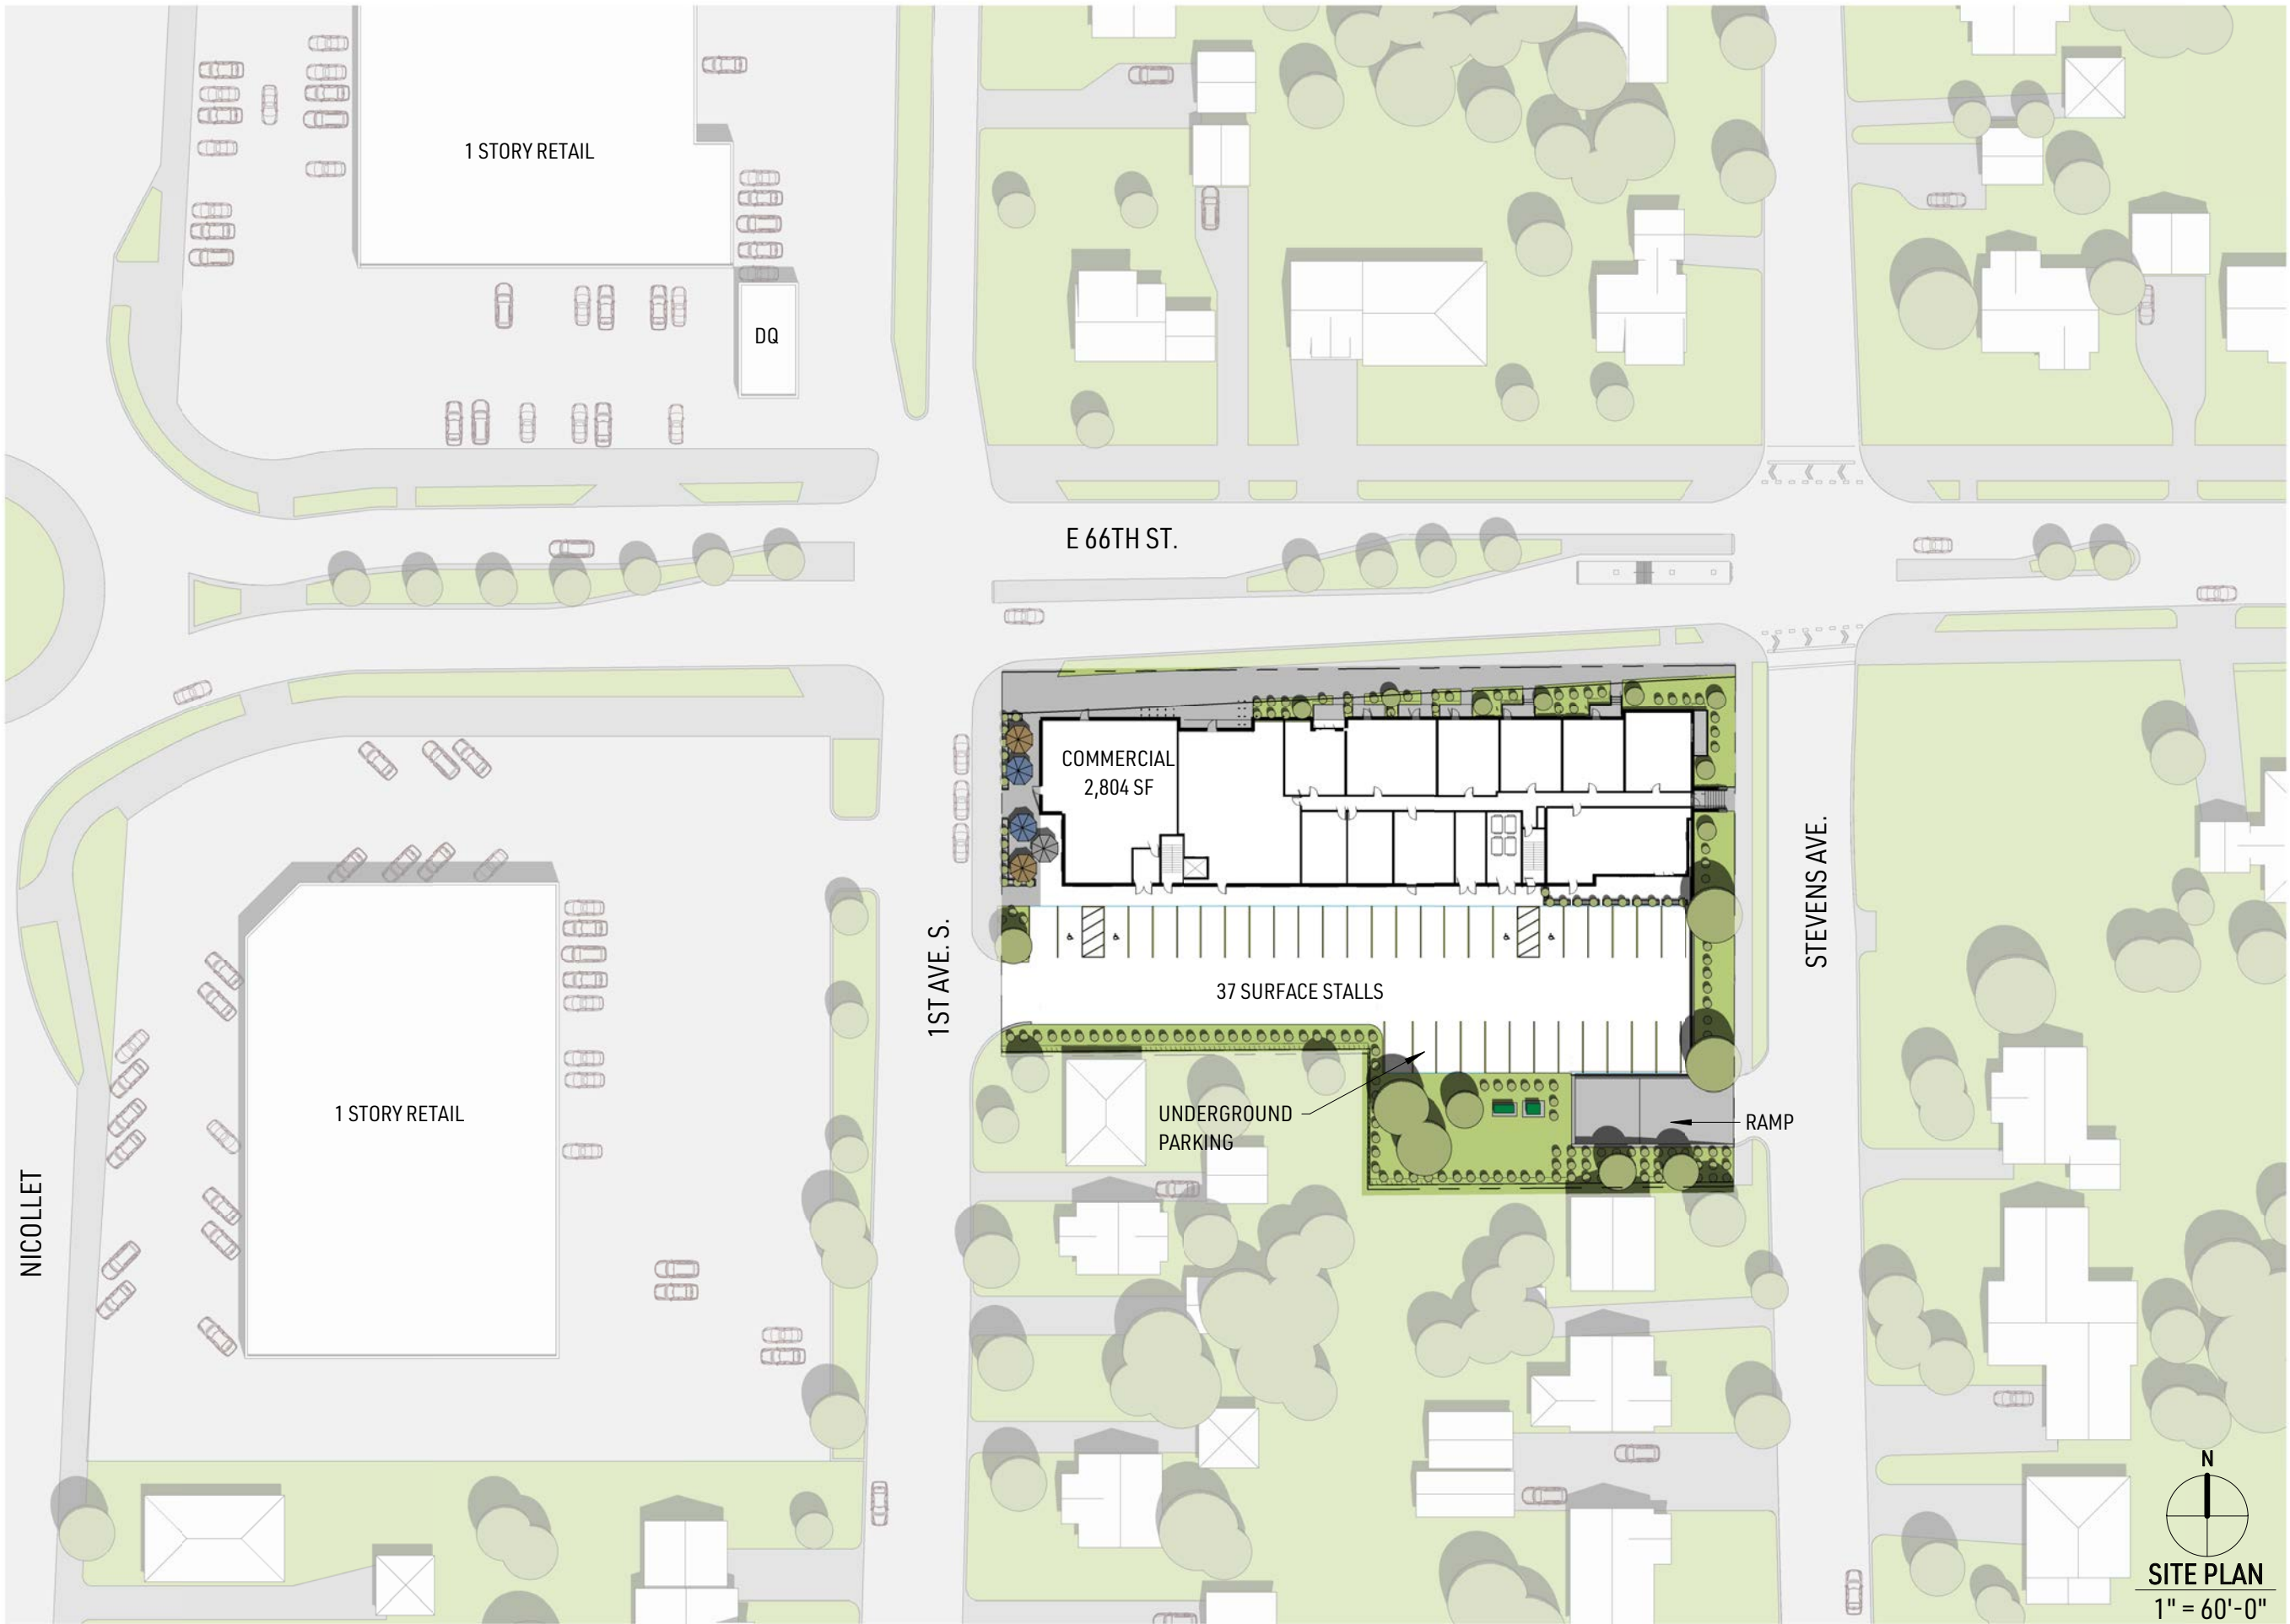 1 STORY RETAIL
DQ
E 66TH ST.
COMMERCIAL
2,804 SF
STEVENS AVE.
1ST AVE. S.
37 SURFACE STALLS
1 STORY RETAIL
UNDERGROUND
PARKING
RAMP
NICOLLET
N
SITE PLAN
1" = 60'-0"